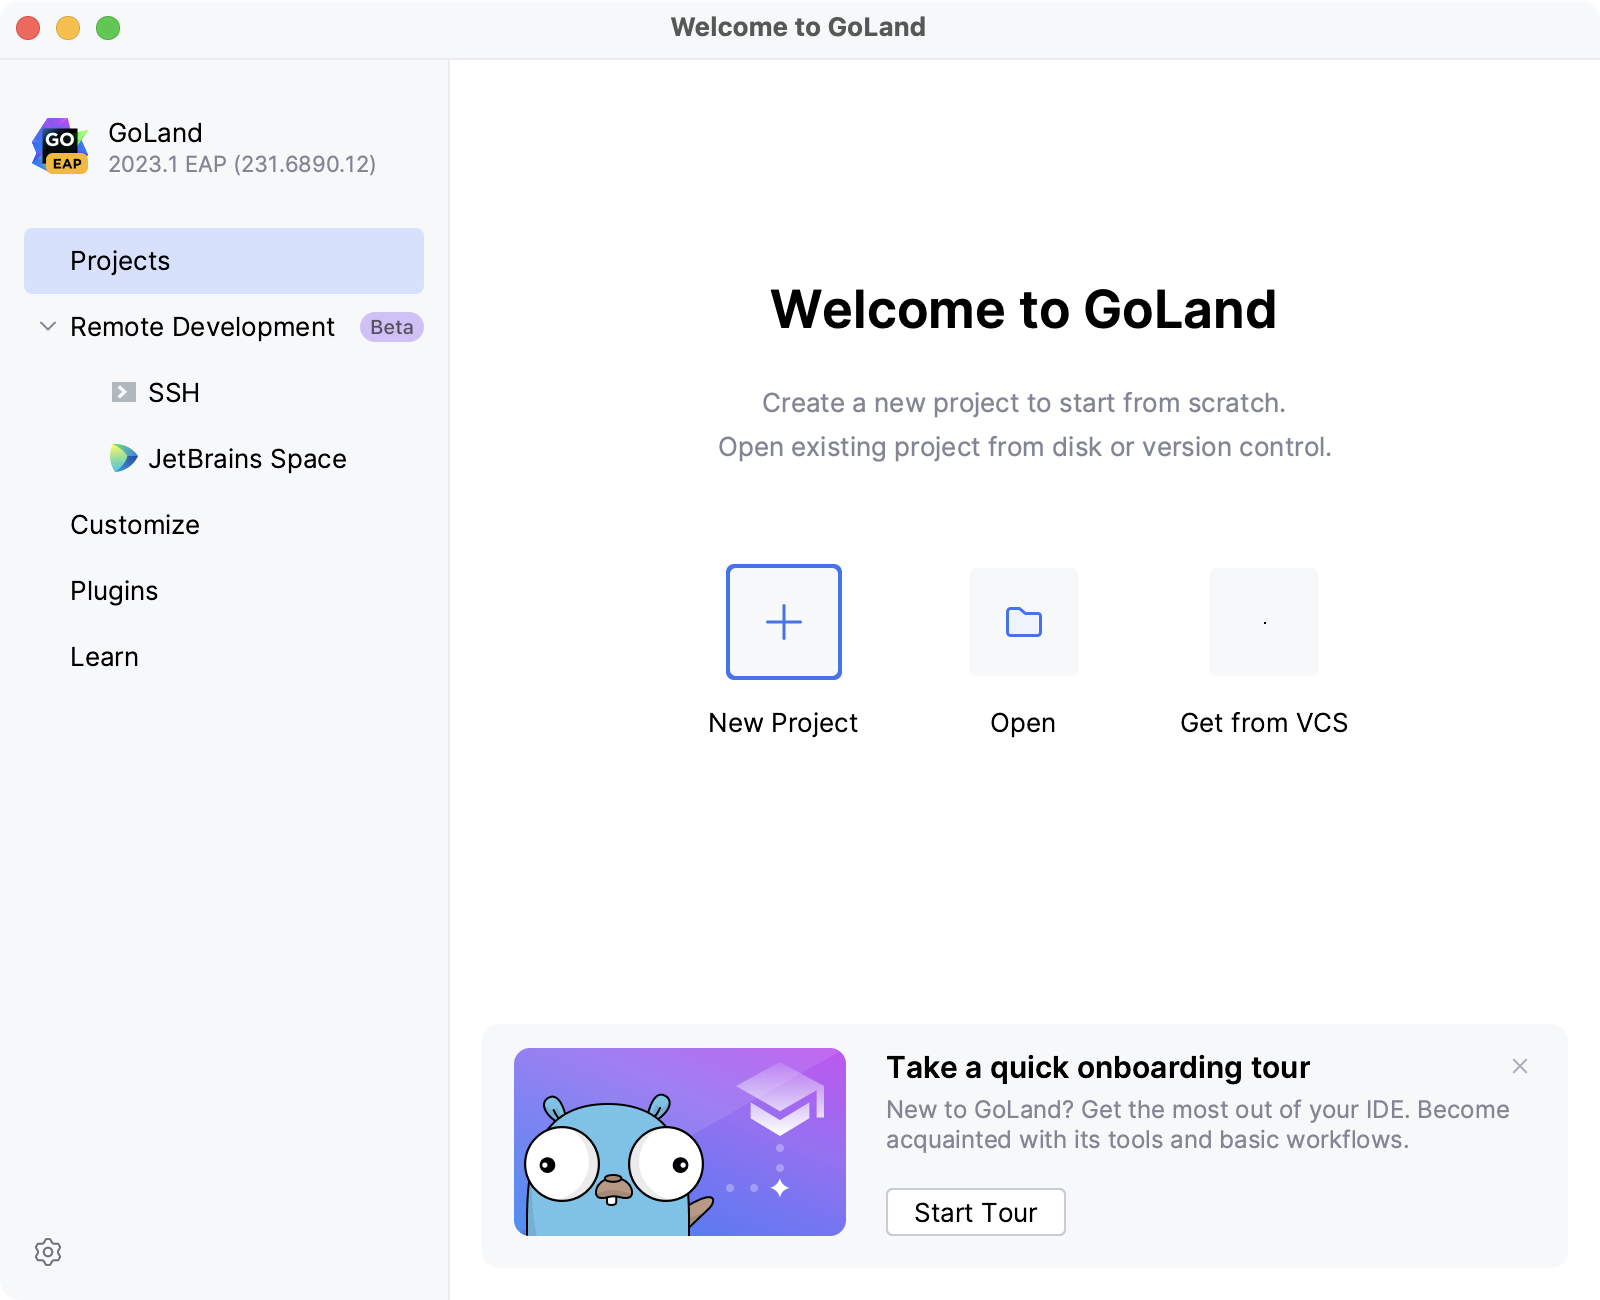 Welcome to GoLand
GO
EAP
GoLand
2023.1 EAP (231.6890.12)
Projects
Remote Development Beta
SSH
JetBrains Space
Customize
Plugins
Learn
Welcome to GoLand
Create a new project to start from scratch.
Open existing project from disk or version control.
New Project
Open
Get from VCS
Take a quick onboarding tour
New to GoLand? Get the most out of your IDE. Become
acquainted with its tools and basic workflows.
Start Tour